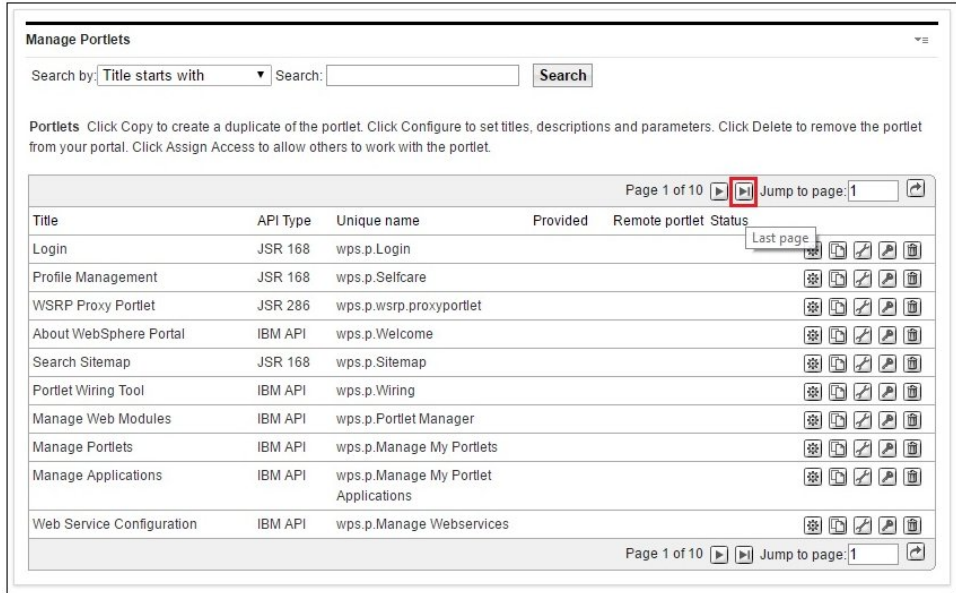 Manage Portlets
Search by: Title starts with Search: Search
Portlets Click Copy to create a duplicate of the portlet. Click Configure to set titles, descriptions and parameters. Click Delete to remove the portlet
from your portal. Click Assign Access to allow others to work with the portlet.
Page 1 of 10 Jump to page: 1
Title API Type Unique name Provided Remote portlet Status
Last page
Login JSR 168 wps.p.Login
Profile Management JSR 168 wps.p.Selfcare
WSRP Proxy Portlet JSR 286 wps.p.wsrp.proxyportlet
About WebSphere Portal IBM API wps.p.Welcome
Search Sitemap JSR 168 wps.p.Sitemap
Portlet Wiring Tool IBM API wps.p.Wiring
Manage Web Modules IBM API wps.p.Portlet Manager
Manage Portlets IBM API wps.p.Manage My Portlets
Manage Applications IBM API wps.p.Manage My Portlet
Applications
Web Service Configuration IBM API wps.p.Manage Webservices
Page 1 of 10 Jump to page: 1